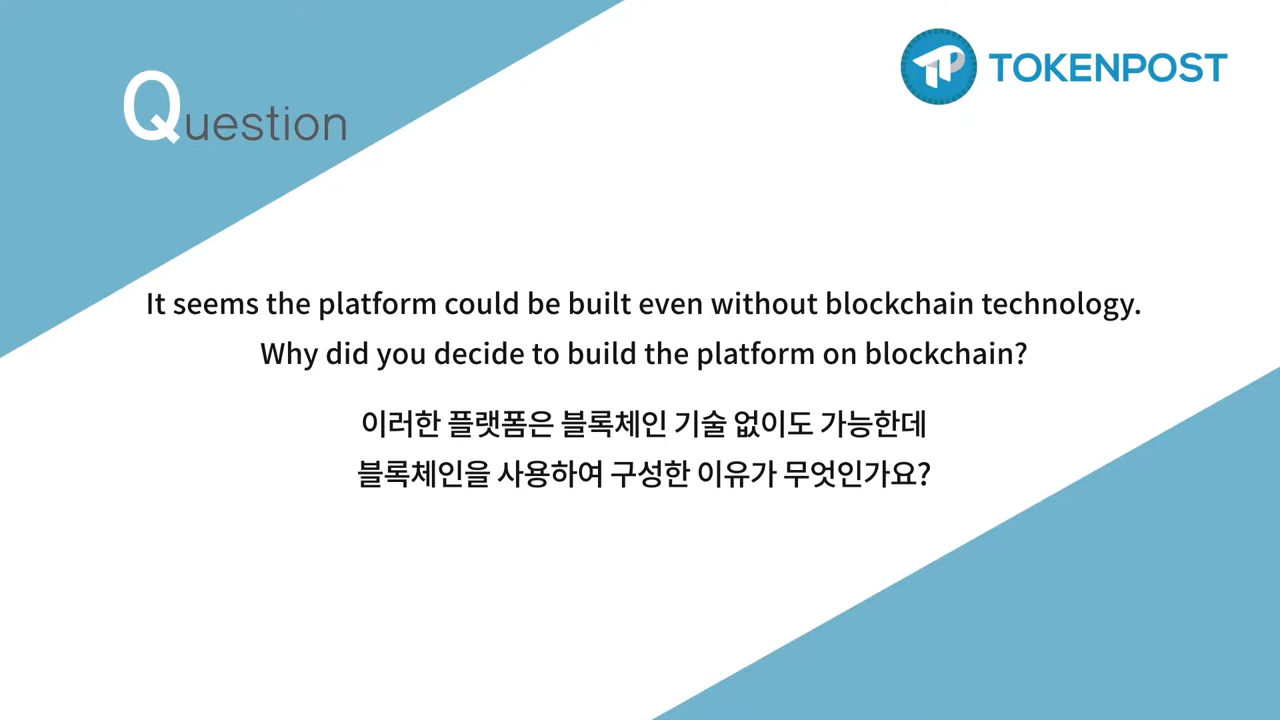 Question
TOKENPOST
It seems the platform could be built even without blockchain technology.
Why did you decide to build the platform on blockchain?
이러한 플랫폼은 블록체인 기술 없이도 가능한데
블록체인을 사용하여 구성한 이유가 무엇인가요?